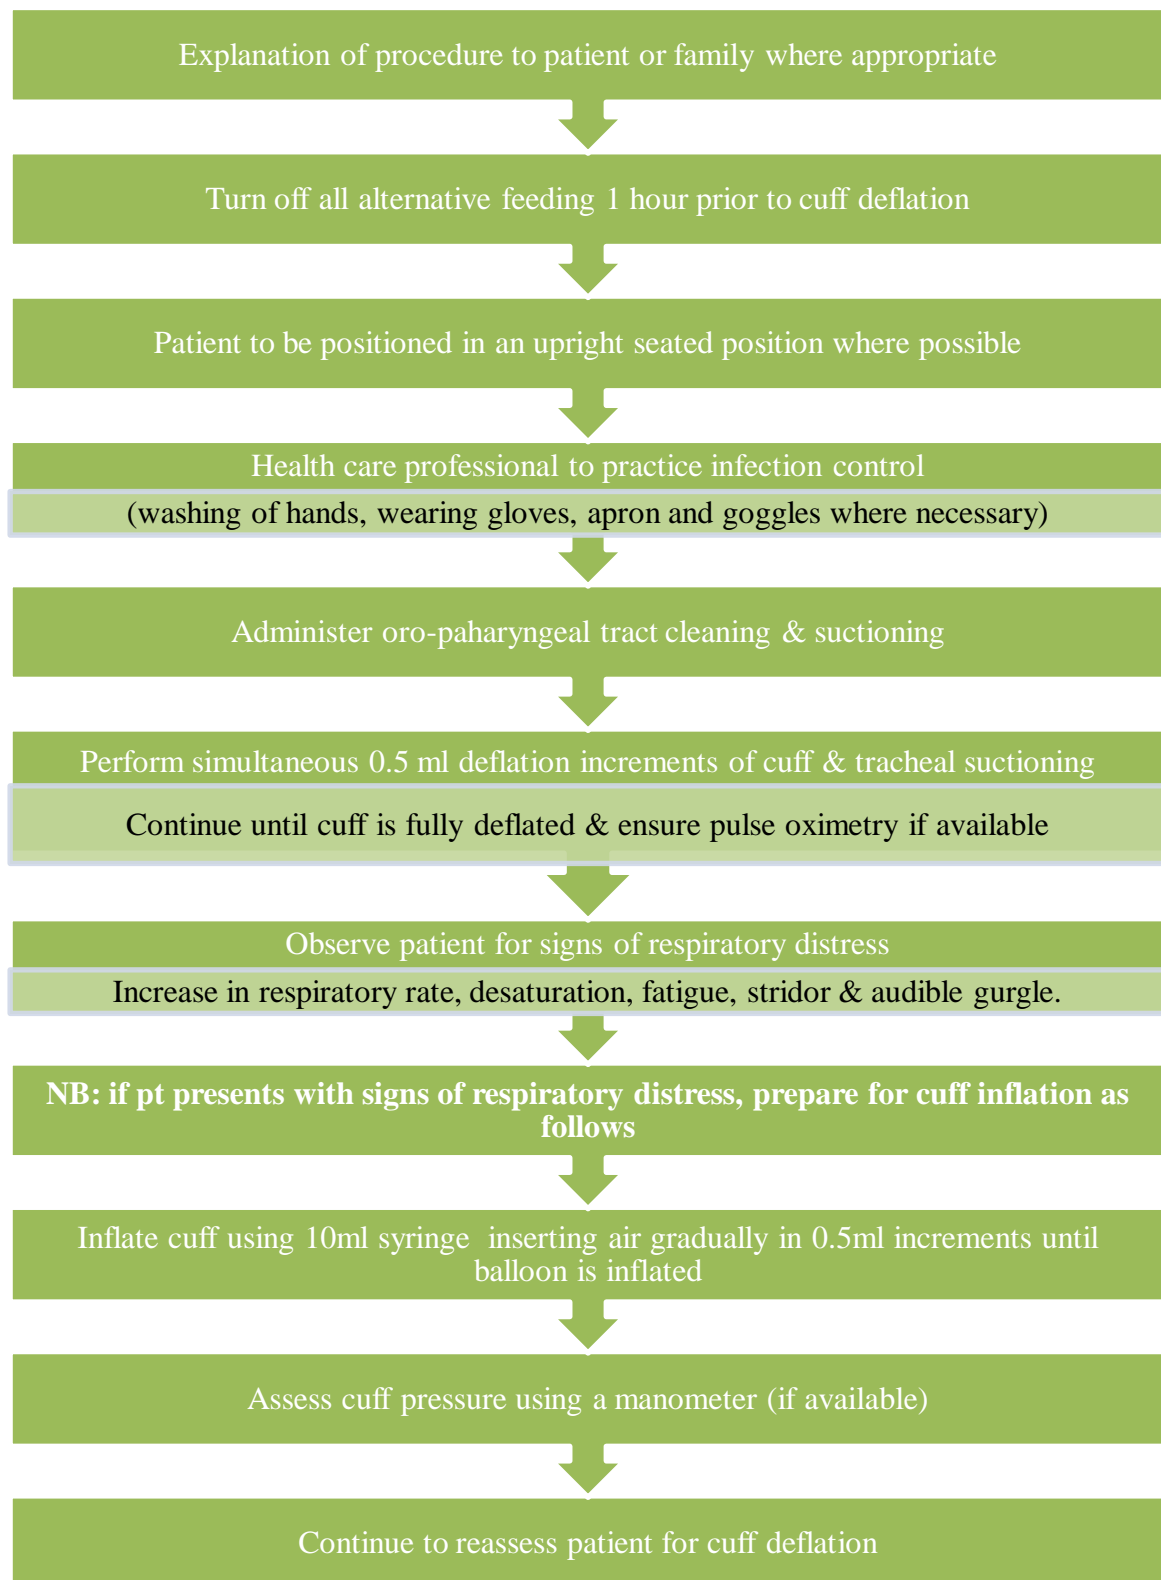 Explanation of procedure to patient or family where appropriate
Turn off all alternative feeding 1 hour prior to cuff deflation
Patient to be positioned in an upright seated position where possible
Health care professional to practice infection control
(washing of hands, wearing gloves, apron and goggles where necessary)
Administer oro-paharyngeal tract cleaning & suctioning
Perform simultaneous 0.5 ml deflation increments of cuff & tracheal suctioning
Continue until cuff is fully deflated & ensure pulse oximetry if available
Observe patient for signs of respiratory distress
Increase in respiratory rate, desaturation, fatigue, stridor & audible gurgle.
NB: if pt presents with signs of respiratory distress, prepare for cuff inflation as
follows
Inflate cuff using 10ml syringe inserting air gradually in 0.5ml increments until
balloon is inflated
Assess cuff pressure using a manometer (if available)
Continue to reassess patient for cuff deflation